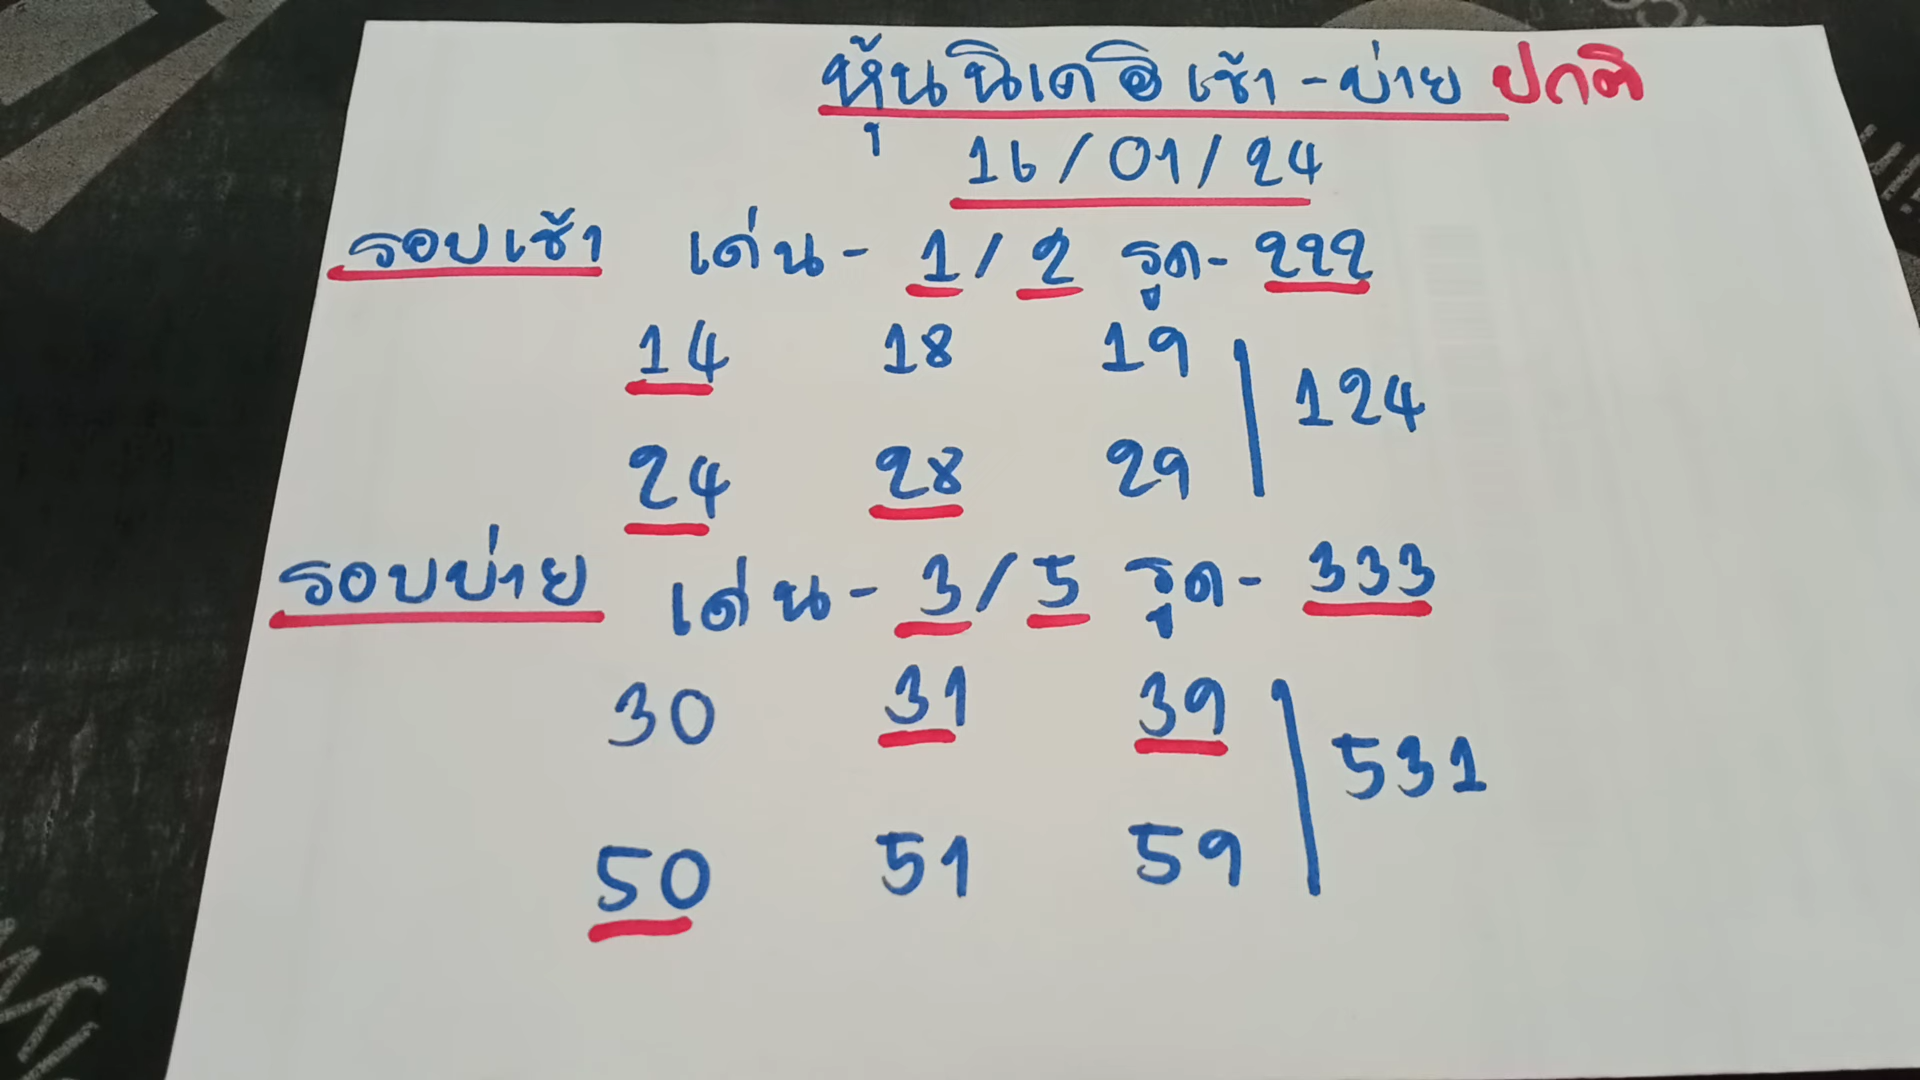 หุ้นนิเคอิ เช้า - บ่าย ปกติ
16/01/24
รอบเช้า เด่น - 1/2 รูด - 222
14 18 19
124
24 28 29
รอบบ่าย เด่น - 3/5 รูด - 333
30 31 39
531
50 51 59